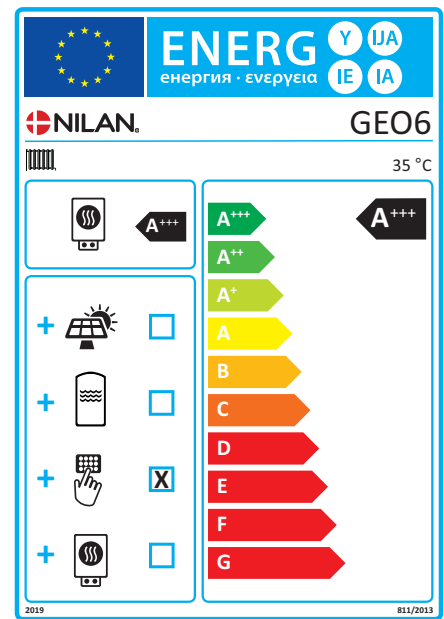 ENERG Y IJA
енергия · ενεργεια IE IA
NILAN® GEO6
35 °C
A+++
A+++ A+++
A++
A+
A
B
C
D
E
F
G
+
+
+ X
+
2019 811/2013